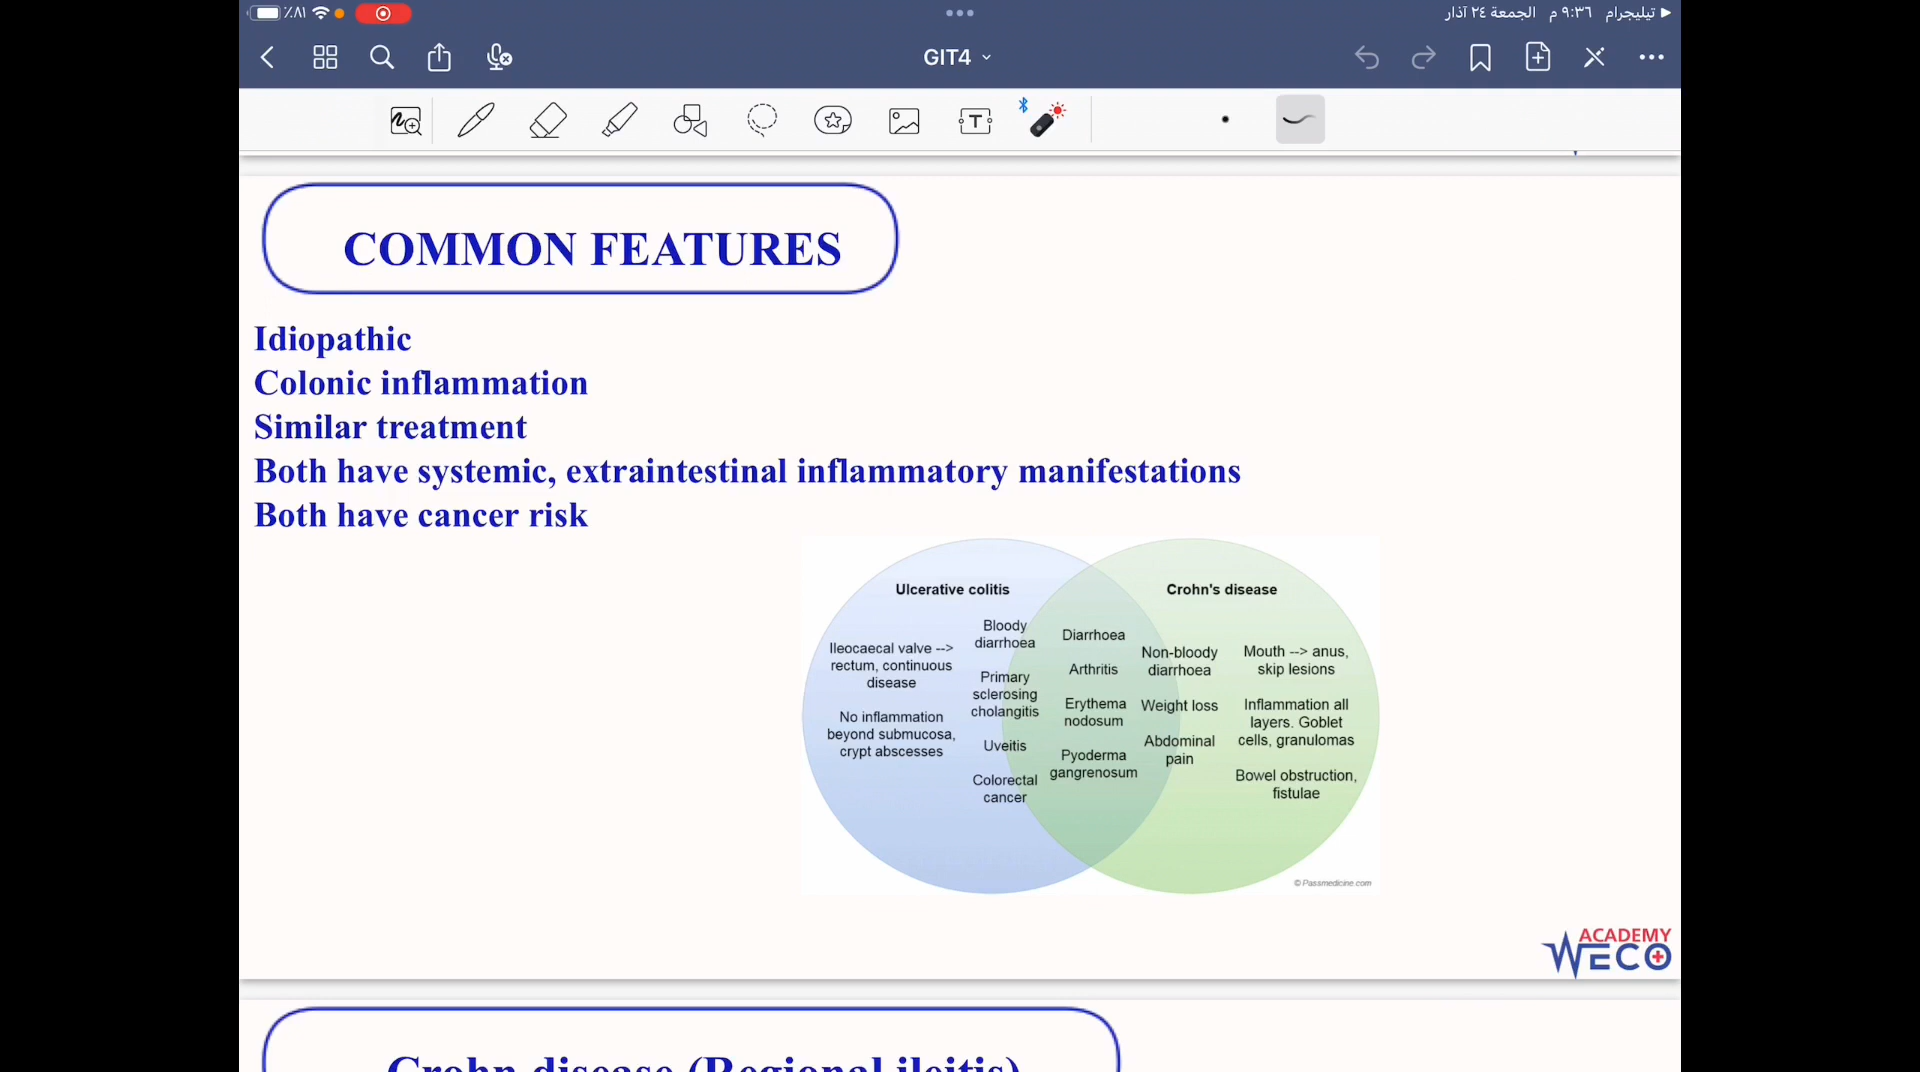 ٪٨١
تيليجرام ٩:٣٦ م الجمعة ٢٤ آذار
GIT4
T
COMMON FEATURES
Idiopathic
Colonic inflammation
Similar treatment
Both have systemic, extraintestinal inflammatory manifestations
Both have cancer risk
Ulcerative colitis
Ileocaecal valve -->
rectum, continuous
disease
No inflammation
beyond submucosa,
crypt abscesses
Bloody
diarrhoea
Primary
sclerosing
cholangitis
Uveitis
Colorectal
cancer
Diarrhoea
Arthritis
Erythema
nodosum
Pyoderma
gangrenosum
Crohn's disease
Non-bloody
diarrhoea
Weight loss
Abdominal
pain
Mouth --> anus,
skip lesions
Inflammation all
layers. Goblet
cells, granulomas
Bowel obstruction,
fistulae
© Passmedicine.com
ACADEMY
WECO
Crohn disease (Regional ileitis)